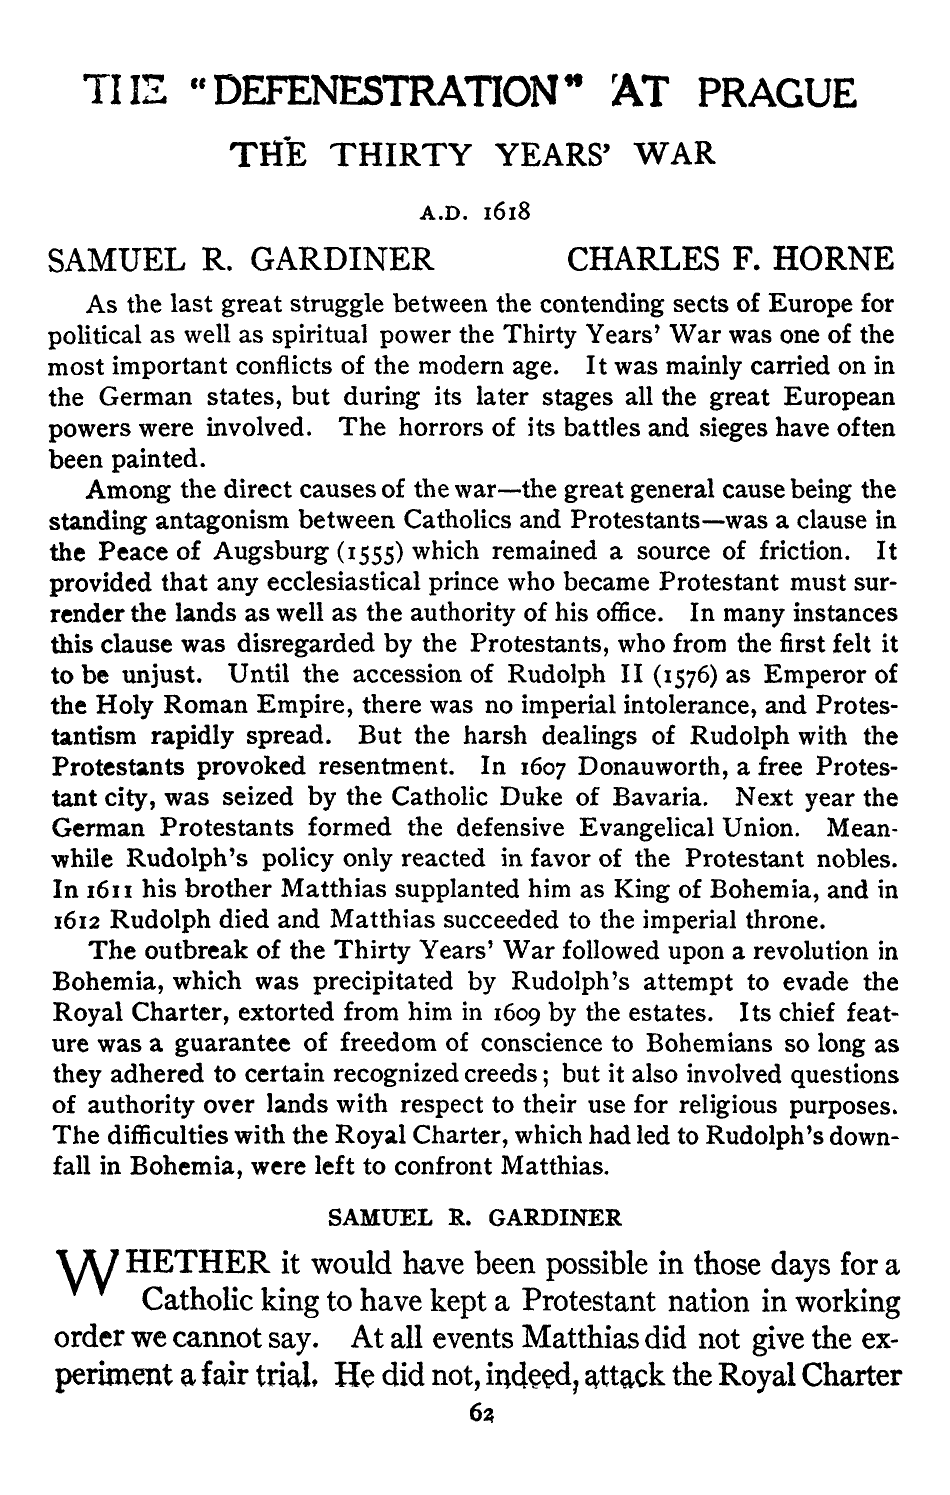 THE “DEFENESTRATION” AT PRAGUE
THE THIRTY YEARS’ WAR
A.D. 1618
SAMUEL R. GARDINER CHARLES F. HORNE
As the last great struggle between the contending sects of Europe for
political as well as spiritual power the Thirty Years’ War was one of the
most important conflicts of the modern age. It was mainly carried on in
the German states, but during its later stages all the great European
powers were involved. The horrors of its battles and sieges have often
been painted.
Among the direct causes of the war—the great general cause being the
standing antagonism between Catholics and Protestants—was a clause in
the Peace of Augsburg (1555) which remained a source of friction. It
provided that any ecclesiastical prince who became Protestant must sur-
render the lands as well as the authority of his office. In many instances
this clause was disregarded by the Protestants, who from the first felt it
to be unjust. Until the accession of Rudolph II (1576) as Emperor of
the Holy Roman Empire, there was no imperial intolerance, and Protes-
tantism rapidly spread. But the harsh dealings of Rudolph with the
Protestants provoked resentment. In 1607 Donauworth, a free Protes-
tant city, was seized by the Catholic Duke of Bavaria. Next year the
German Protestants formed the defensive Evangelical Union. Mean-
while Rudolph’s policy only reacted in favor of the Protestant nobles.
In 1611 his brother Matthias supplanted him as King of Bohemia, and in
1612 Rudolph died and Matthias succeeded to the imperial throne.
The outbreak of the Thirty Years’ War followed upon a revolution in
Bohemia, which was precipitated by Rudolph’s attempt to evade the
Royal Charter, extorted from him in 1609 by the estates. Its chief feat-
ure was a guarantee of freedom of conscience to Bohemians so long as
they adhered to certain recognized creeds; but it also involved questions
of authority over lands with respect to their use for religious purposes.
The difficulties with the Royal Charter, which had led to Rudolph’s down-
fall in Bohemia, were left to confront Matthias.
SAMUEL R. GARDINER
WHETHER it would have been possible in those days for a
Catholic king to have kept a Protestant nation in working
order we cannot say. At all events Matthias did not give the ex-
periment a fair trial. He did not, indeed, attack the Royal Charter
62